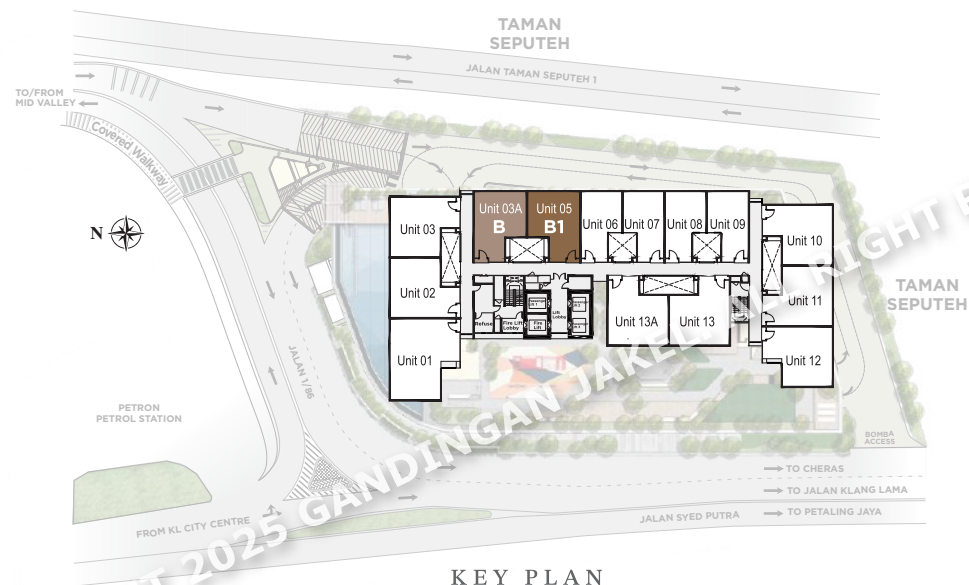 TAMAN
SEPUTEH
JALAN TAMAN SEPUTEH 1
TO/FROM
MID VALLEY
Covered Walkway
N
Unit 03
Unit 03A
B
Unit 05
B1
Unit 06
Unit 07
Unit 08
Unit 09
Unit 10
Unit 02
Unit 11
TAMAN
SEPUTEH
Refuse
Fire Lift
Lobby
Fire
Lift
Lift
Lobby
Unit 13A
Unit 13
Unit 01
Unit 12
JALAN 1/86
PETRON
PETROL STATION
BOMBA
ACCESS
TO CHERAS
TO JALAN KLANG LAMA
FROM KL CITY CENTRE
JALAN SYED PUTRA
TO PETALING JAYA
2025 GANDINGAN JAKEL. ALL RIGHT
KEY PLAN